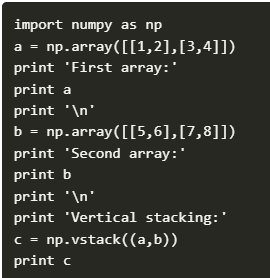 import numpy as np
a = np.array([[1,2],[3,4]])
print 'First array:'
print a
print '\n'
b = np.array([[5,6],[7,8]])
print 'Second array:'
print b
print '\n'
print 'Vertical stacking:'
c = np.vstack((a,b))
print c